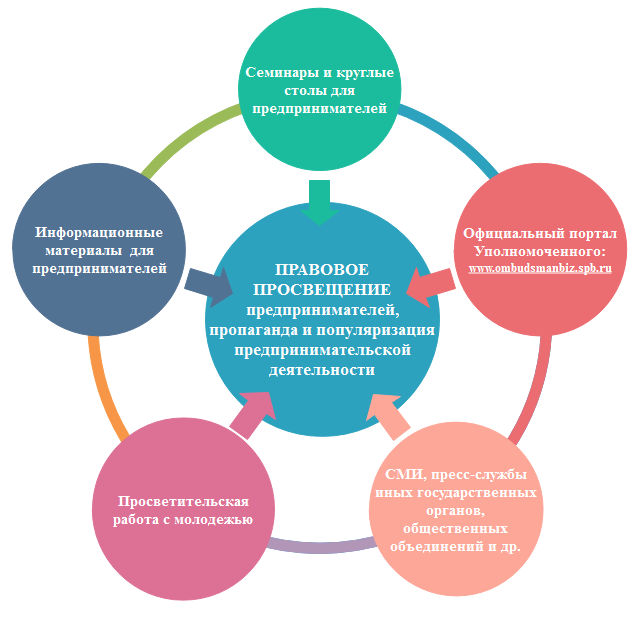 Семинары и круглые
столы для
предпринимателей
Информационные
материалы для
предпринимателей
Официальный портал
Уполномоченного:
www.ombudsmanbiz.spb.ru
ПРАВОВОЕ
ПРОСВЕЩЕНИЕ
предпринимателей,
пропаганда и популяризация
предпринимательской
деятельности
Просветительская
работа с молодежью
СМИ, пресс-службы
иных государственных
органов,
общественных
объединений и др.